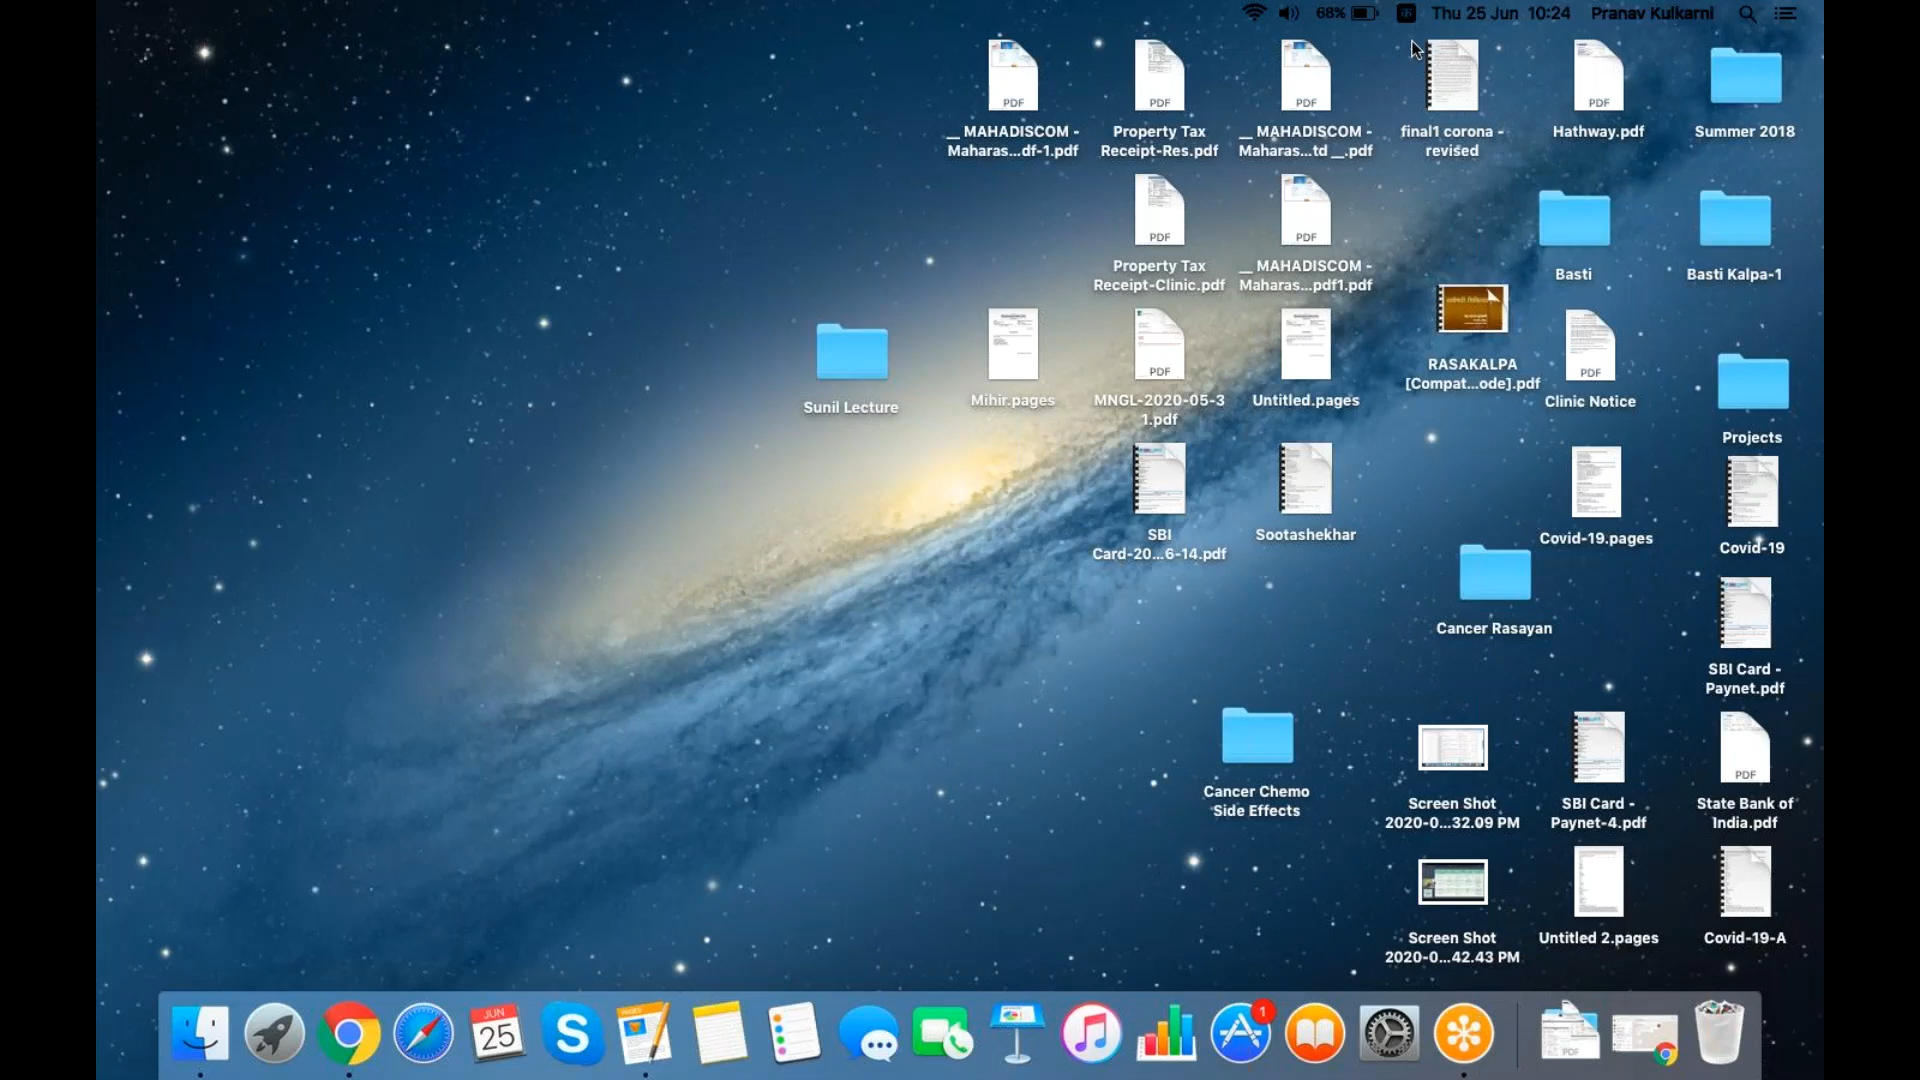 68%
Thu 25 Jun 10:24
Pranav Kulkarni
__ MAHADISCOM -
Maharas...df-1.pdf
Property Tax
Receipt-Res.pdf
__ MAHADISCOM -
Maharas...td __.pdf
final1 corona -
revised
Hathway.pdf
Summer 2018
Property Tax
Receipt-Clinic.pdf
__ MAHADISCOM -
Maharas...pdf1.pdf
Basti
Basti Kalpa-1
Sunil Lecture
Mihir.pages
MNGL-2020-05-3
1.pdf
Untitled.pages
RASAKALPA
[Compat...ode].pdf
Clinic Notice
Projects
SBI
Card-20...6-14.pdf
Sootashekhar
Covid-19.pages
Covid-19
Cancer Rasayan
SBI Card -
Paynet.pdf
Cancer Chemo
Side Effects
Screen Shot
2020-0...32.09 PM
SBI Card -
Paynet-4.pdf
State Bank of
India.pdf
Screen Shot
2020-0...42.43 PM
Untitled 2.pages
Covid-19-A
PDF
PDF
PDF
PDF
PDF
PDF
PDF
PDF
PDF
JUN
25
S
PAGES
1
PDF